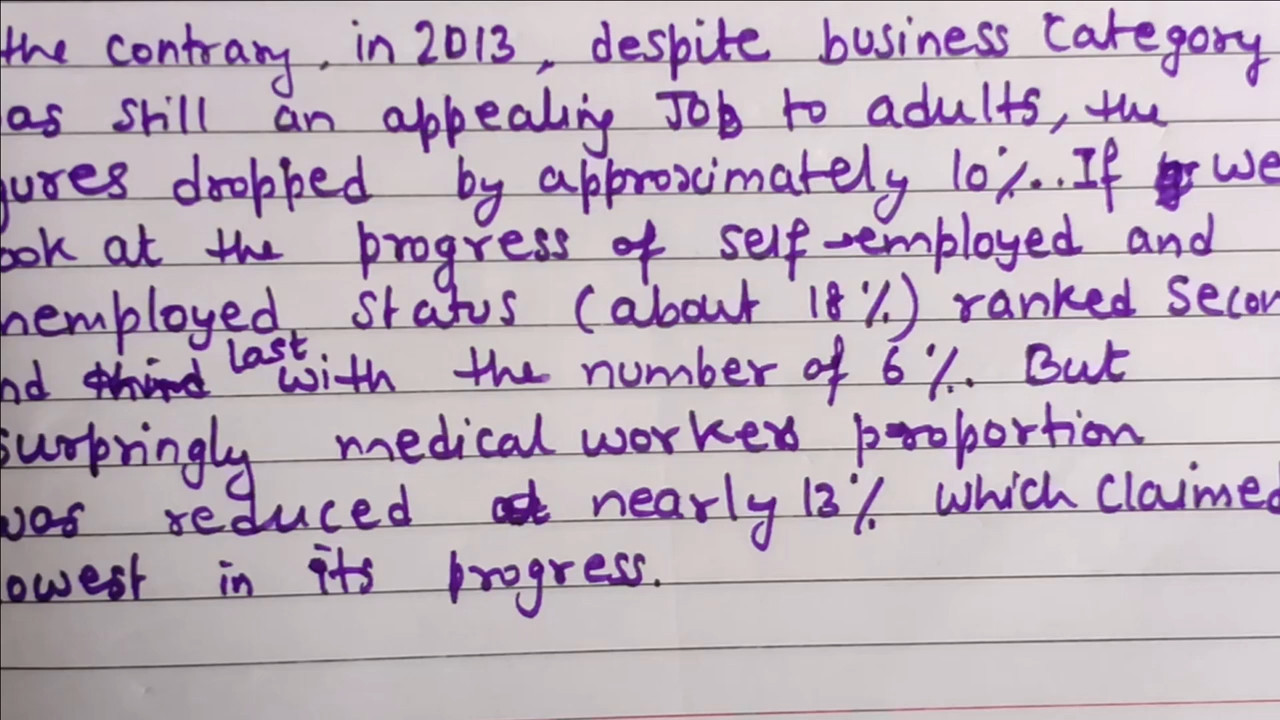 the contrary, in 2013, despite business Category
as still an appealing JOB to adults, the
gures dropped by approximately 10%. If we
ook at the progress of self-employed and
nemployed, status (about 18%) ranked Secon
nd third last with the number of 6%. But
surpringly medical workers proportion
was reduced at nearly 13% which Claimed
owest in its progress.